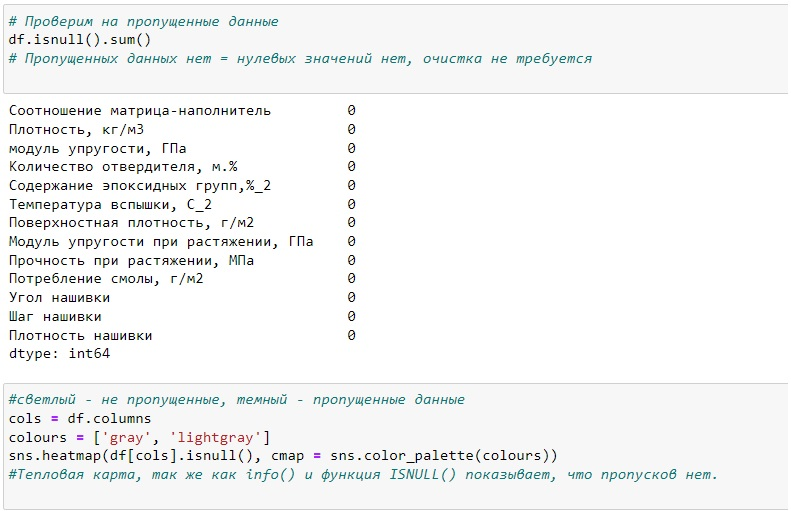 # Проверим на пропущенные данные
df.isnull().sum()
# Пропущенных данных нет = нулевых значений нет, очистка не требуется
Соотношение матрица-наполнитель 0
Плотность, кг/м3 0
модуль упругости, ГПа 0
Количество отвердителя, м.% 0
Содержание эпоксидных групп,%_2 0
Температура вспышки, С_2 0
Поверхностная плотность, г/м2 0
Модуль упругости при растяжении, ГПа 0
Прочность при растяжении, МПа 0
Потребление смолы, г/м2 0
Угол нашивки 0
Шаг нашивки 0
Плотность нашивки 0
dtype: int64
#светлый - не пропущенные, темный - пропущенные данные
cols = df.columns
colours = ['gray', 'lightgray']
sns.heatmap(df[cols].isnull(), cmap = sns.color_palette(colours))
#Тепловая карта, так же как info() и функция ISNULL() показывает, что пропусков нет.